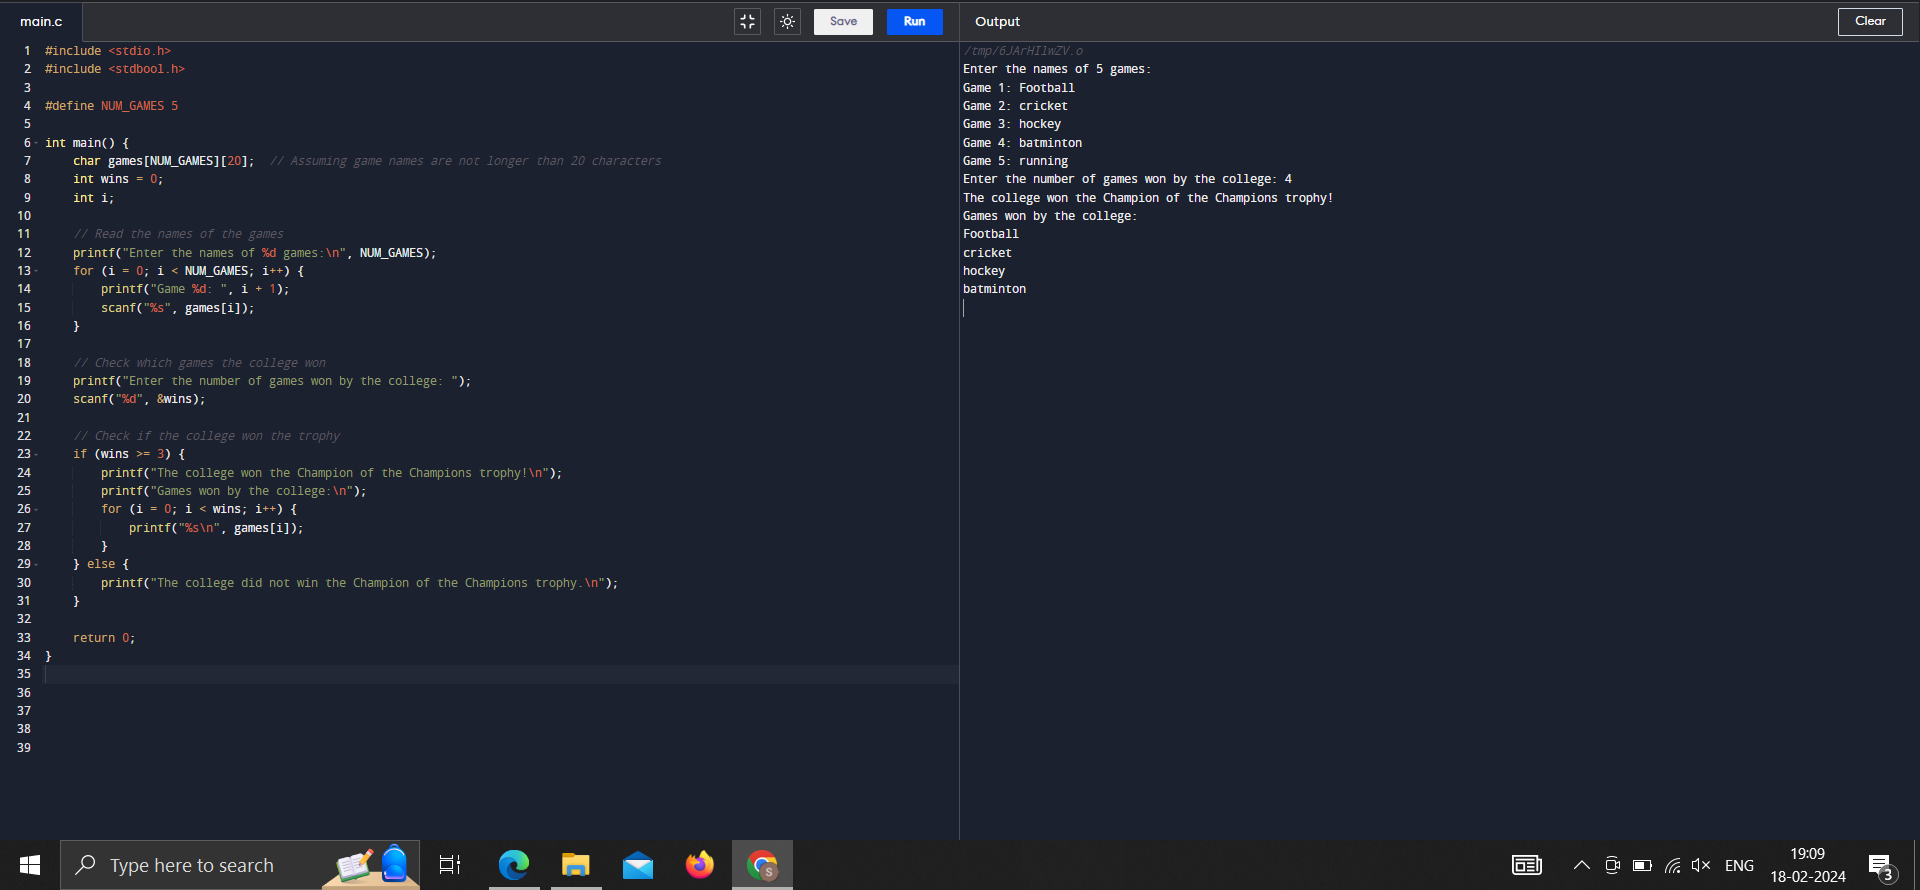 main.c
Save
Run
Output
Clear
1 #include <stdio.h>
2 #include <stdbool.h>
3
4 #define NUM_GAMES 5
5
6 int main() {
7     char games[NUM_GAMES][20];  // Assuming game names are not longer than 20 characters
8     int wins = 0;
9     int i;
10
11     // Read the names of the games
12     printf("Enter the names of %d games:\n", NUM_GAMES);
13     for (i = 0; i < NUM_GAMES; i++) {
14         printf("Game %d: ", i + 1);
15         scanf("%s", games[i]);
16     }
17
18     // Check which games the college won
19     printf("Enter the number of games won by the college: ");
20     scanf("%d", &wins);
21
22     // Check if the college won the trophy
23     if (wins >= 3) {
24         printf("The college won the Champion of the Champions trophy!\n");
25         printf("Games won by the college:\n");
26         for (i = 0; i < wins; i++) {
27             printf("%s\n", games[i]);
28         }
29     } else {
30         printf("The college did not win the Champion of the Champions trophy.\n");
31     }
32
33     return 0;
34 }
35
36
37
38
39
/tmp/6JArHIlwZV.o
Enter the names of 5 games:
Game 1: Football
Game 2: cricket
Game 3: hockey
Game 4: batminton
Game 5: running
Enter the number of games won by the college: 4
The college won the Champion of the Champions trophy!
Games won by the college:
Football
cricket
hockey
batminton
Type here to search
S
ENG
19:09
18-02-2024
3